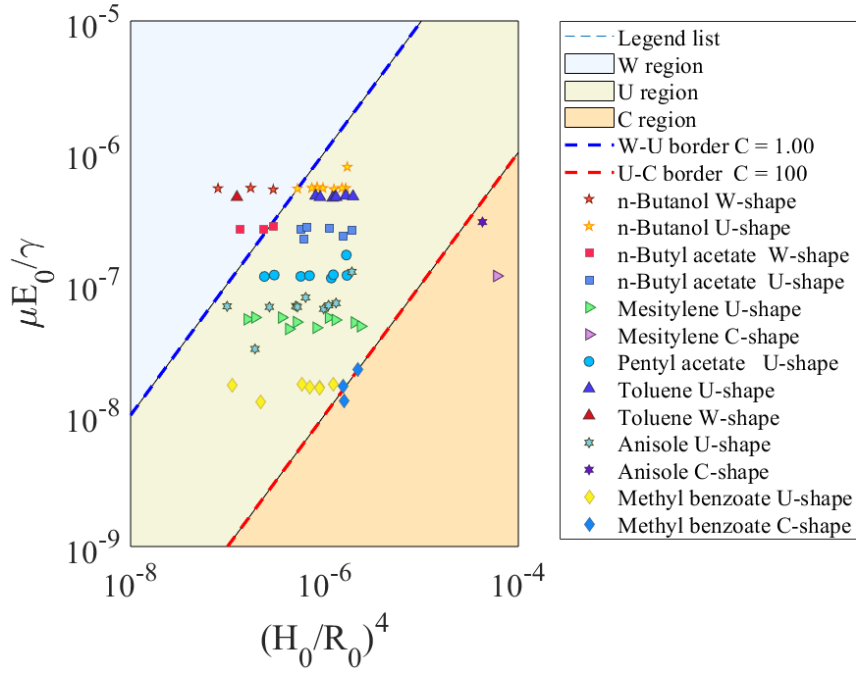 10⁻⁵
10⁻⁶
10⁻⁷
10⁻⁸
10⁻⁹
μE₀/γ
10⁻⁸
10⁻⁶
10⁻⁴
(H₀/R₀)⁴
Legend list
W region
U region
C region
W-U border C = 1.00
U-C border C = 100
n-Butanol W-shape
n-Butanol U-shape
n-Butyl acetate W-shape
n-Butyl acetate U-shape
Mesitylene U-shape
Mesitylene C-shape
Pentyl acetate U-shape
Toluene U-shape
Toluene W-shape
Anisole U-shape
Anisole C-shape
Methyl benzoate U-shape
Methyl benzoate C-shape